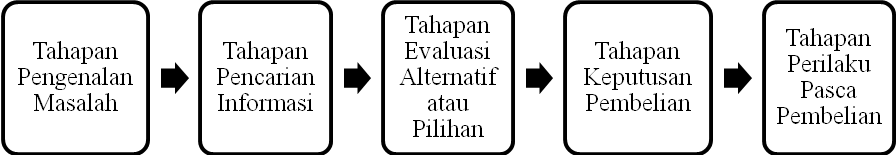 Tahapan
Pengenalan
Masalah
Tahapan
Pencarian
Informasi
Tahapan
Evaluasi
Alternatif
atau
Pilihan
Tahapan
Keputusan
Pembelian
Tahapan
Perilaku
Pasca
Pembelian